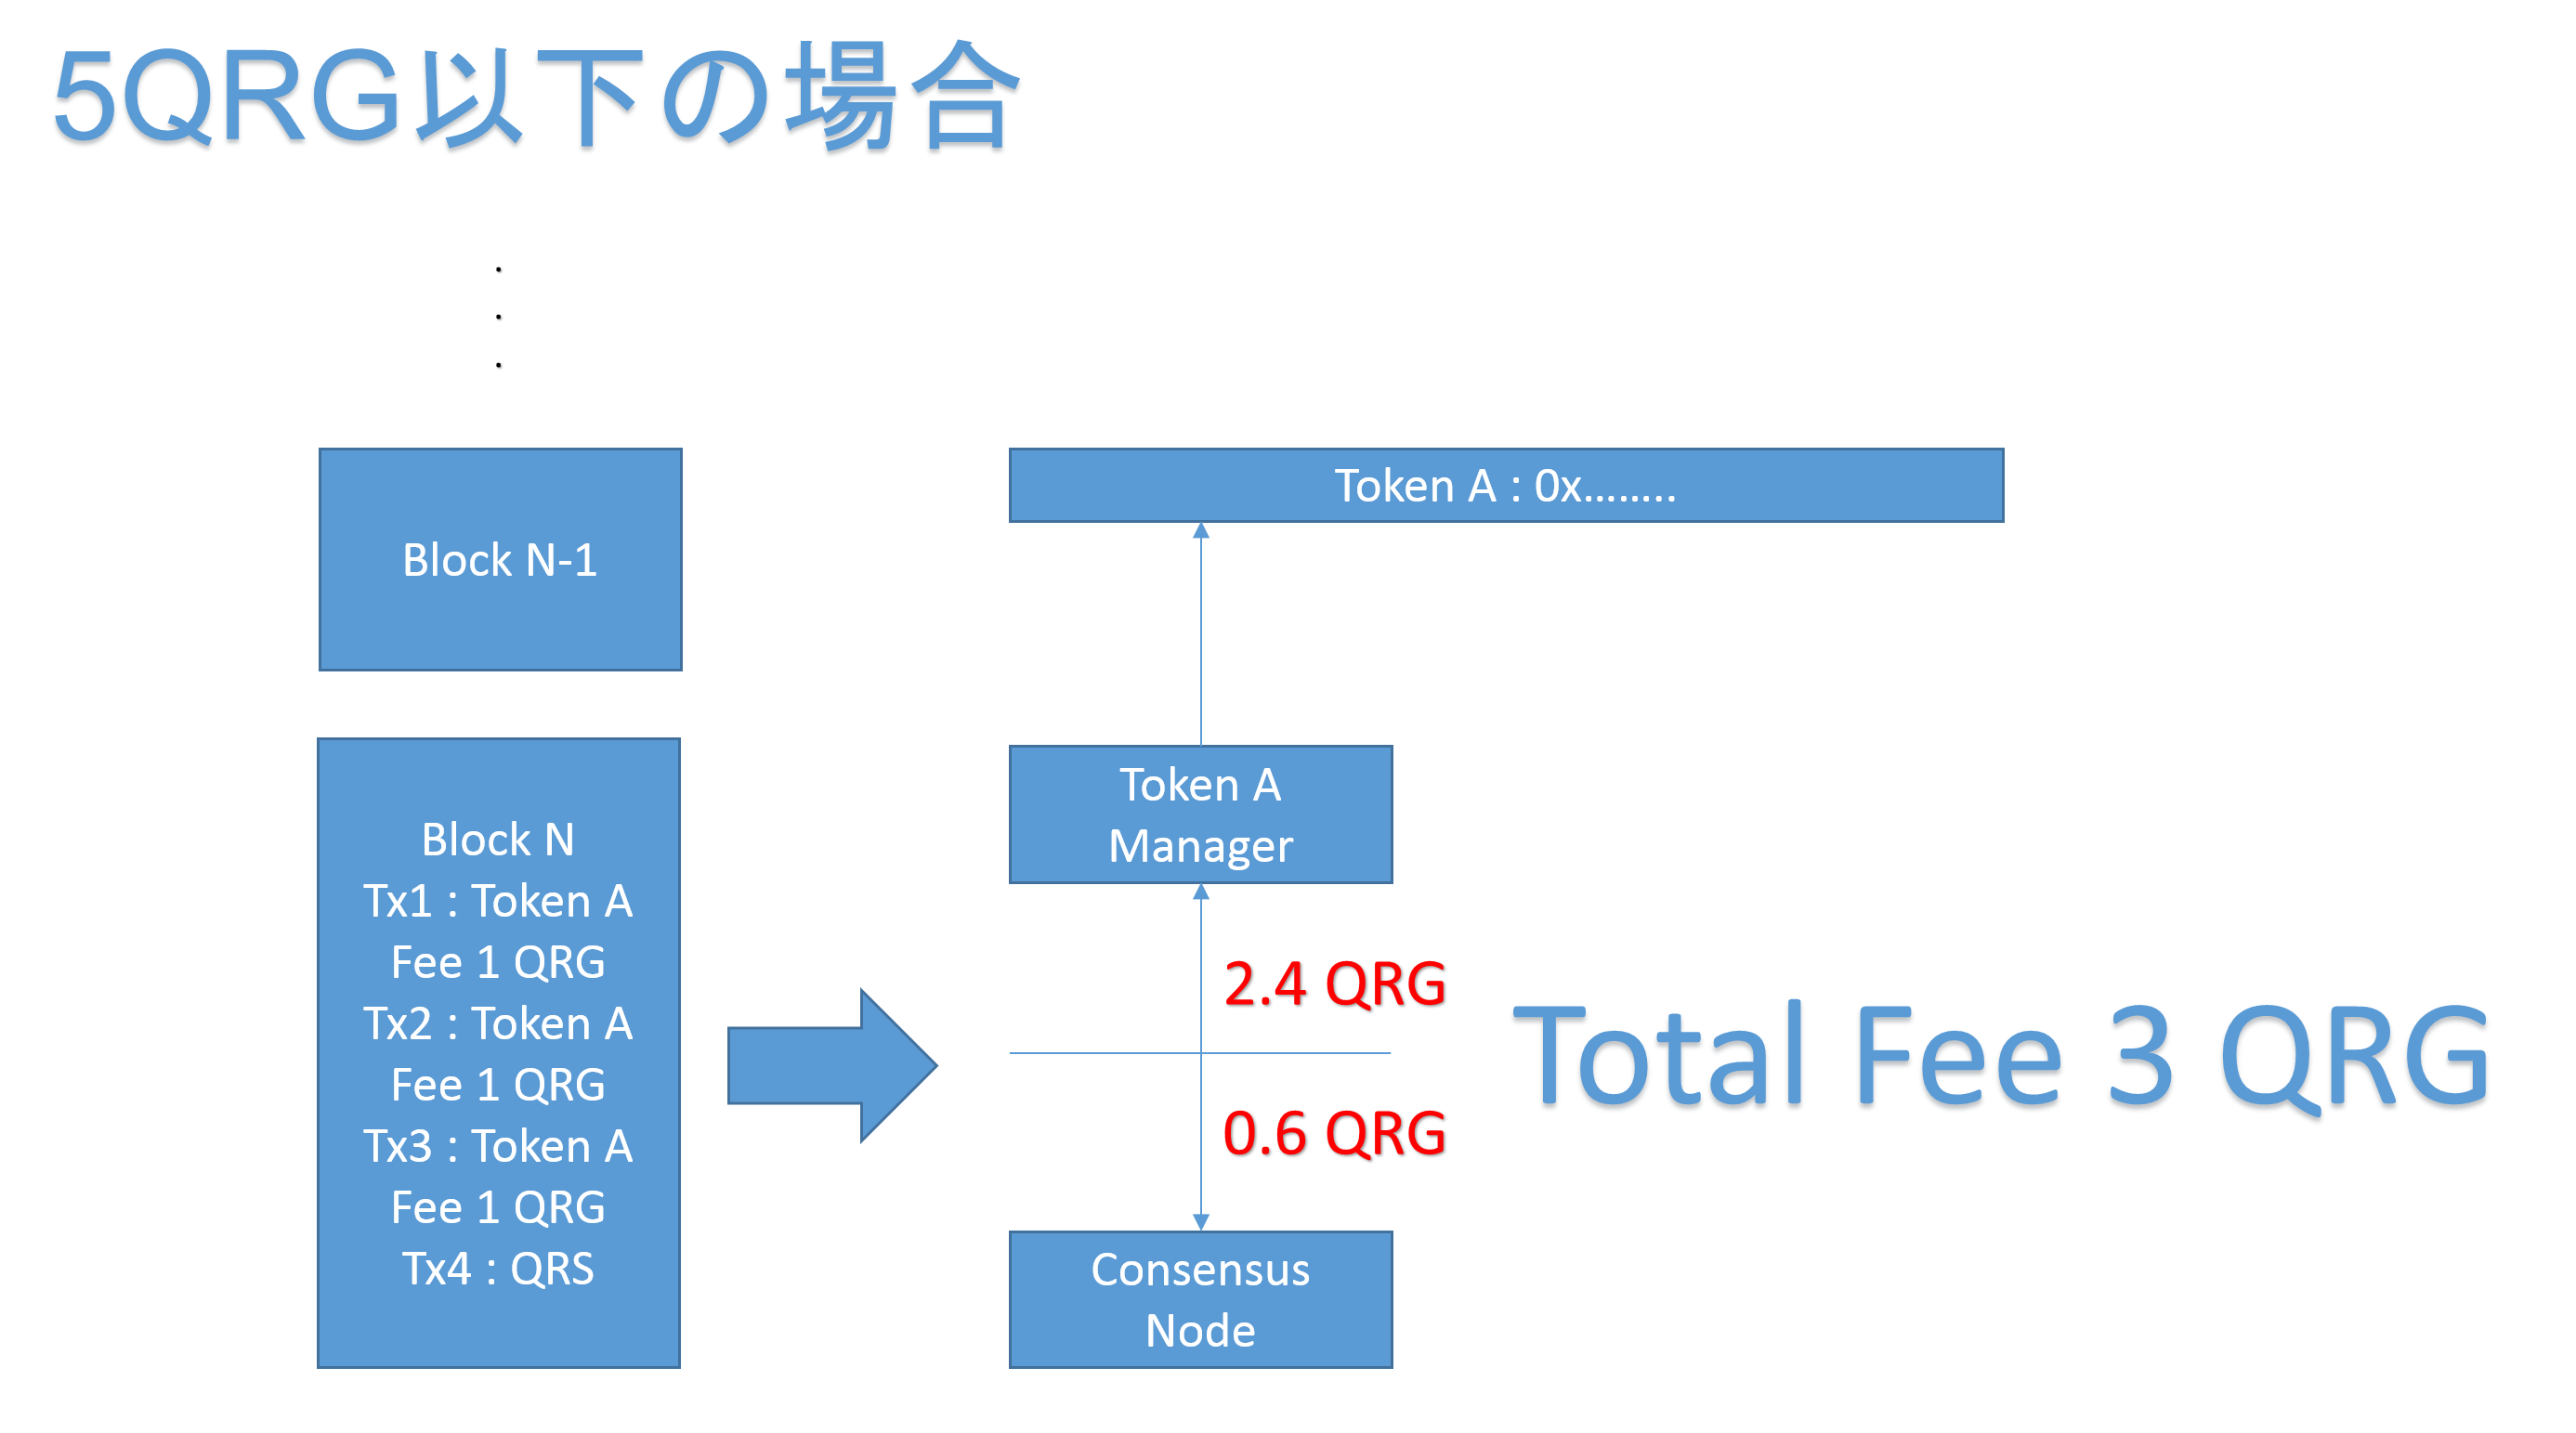 5QRG以下の場合
.
.
.
Block N-1
Block N
Tx1 : Token A
Fee 1 QRG
Tx2 : Token A
Fee 1 QRG
Tx3 : Token A
Fee 1 QRG
Tx4 : QRS
Token A : 0x........
Token A
Manager
2.4 QRG
0.6 QRG
Consensus
Node
Total Fee 3 QRG